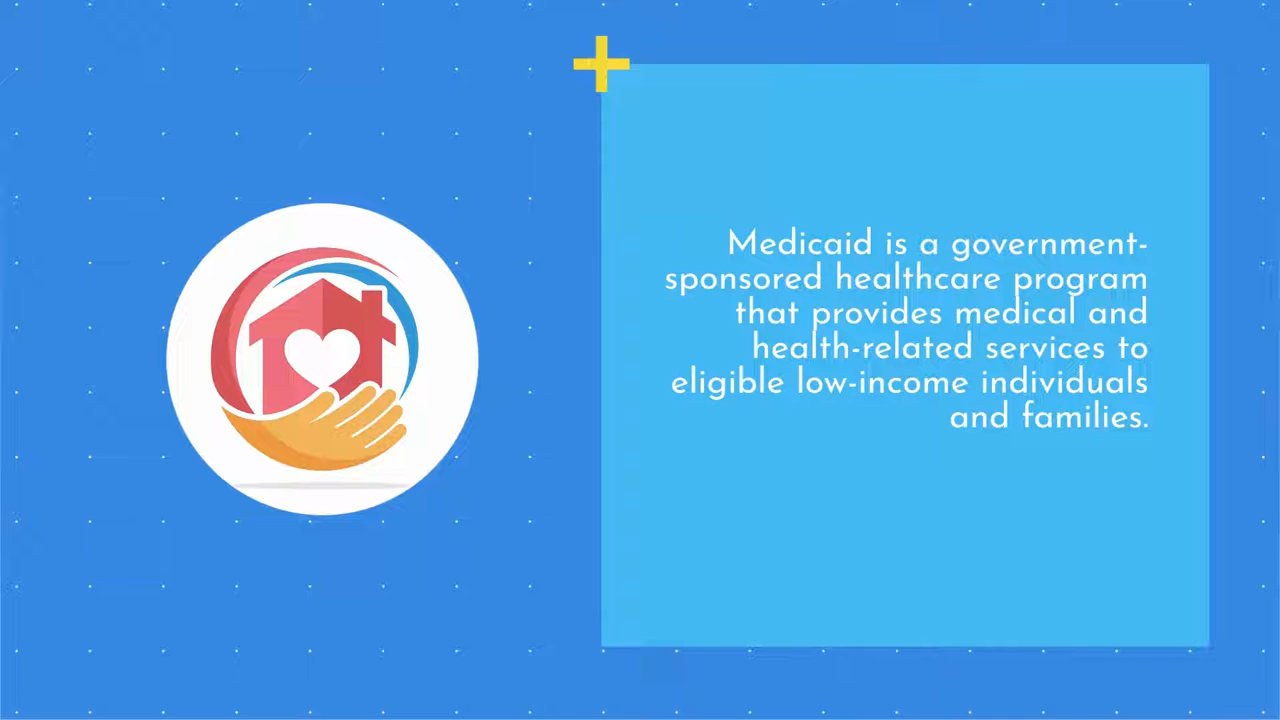 Medicaid is a government-
sponsored healthcare program
that provides medical and
health-related services to
eligible low-income individuals
and families.